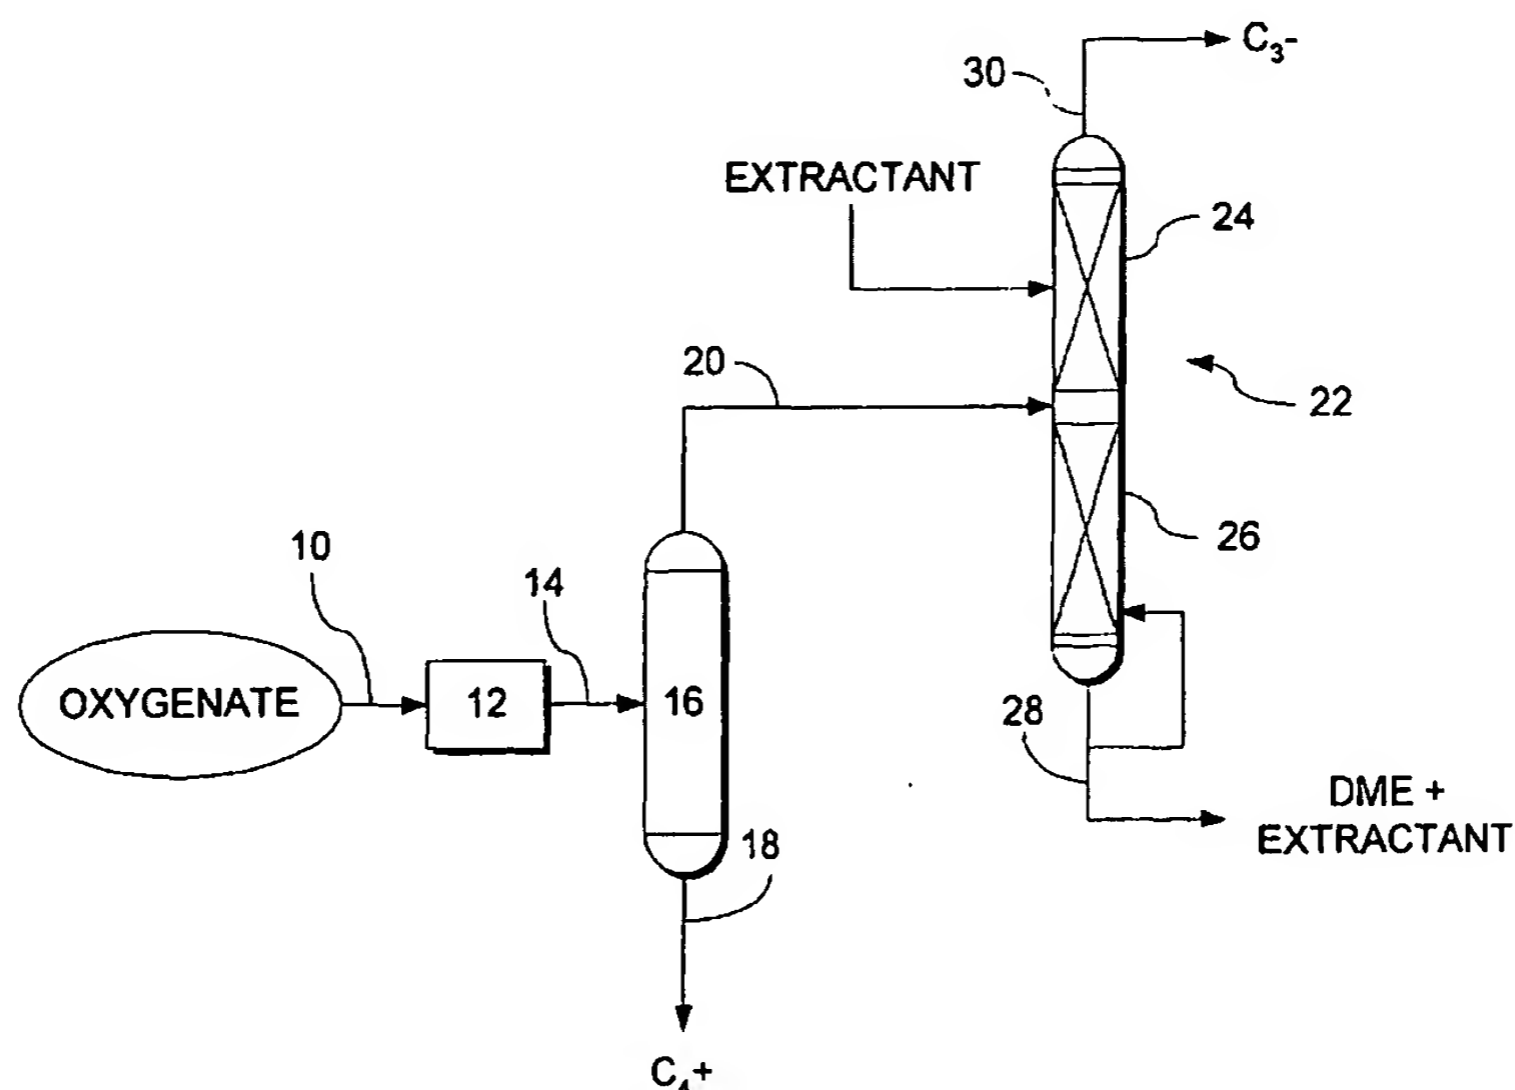 C₃-
30
EXTRACTANT
24
20
22
10
14
26
OXYGENATE
12
16
28
DME +
EXTRACTANT
18
C₄+